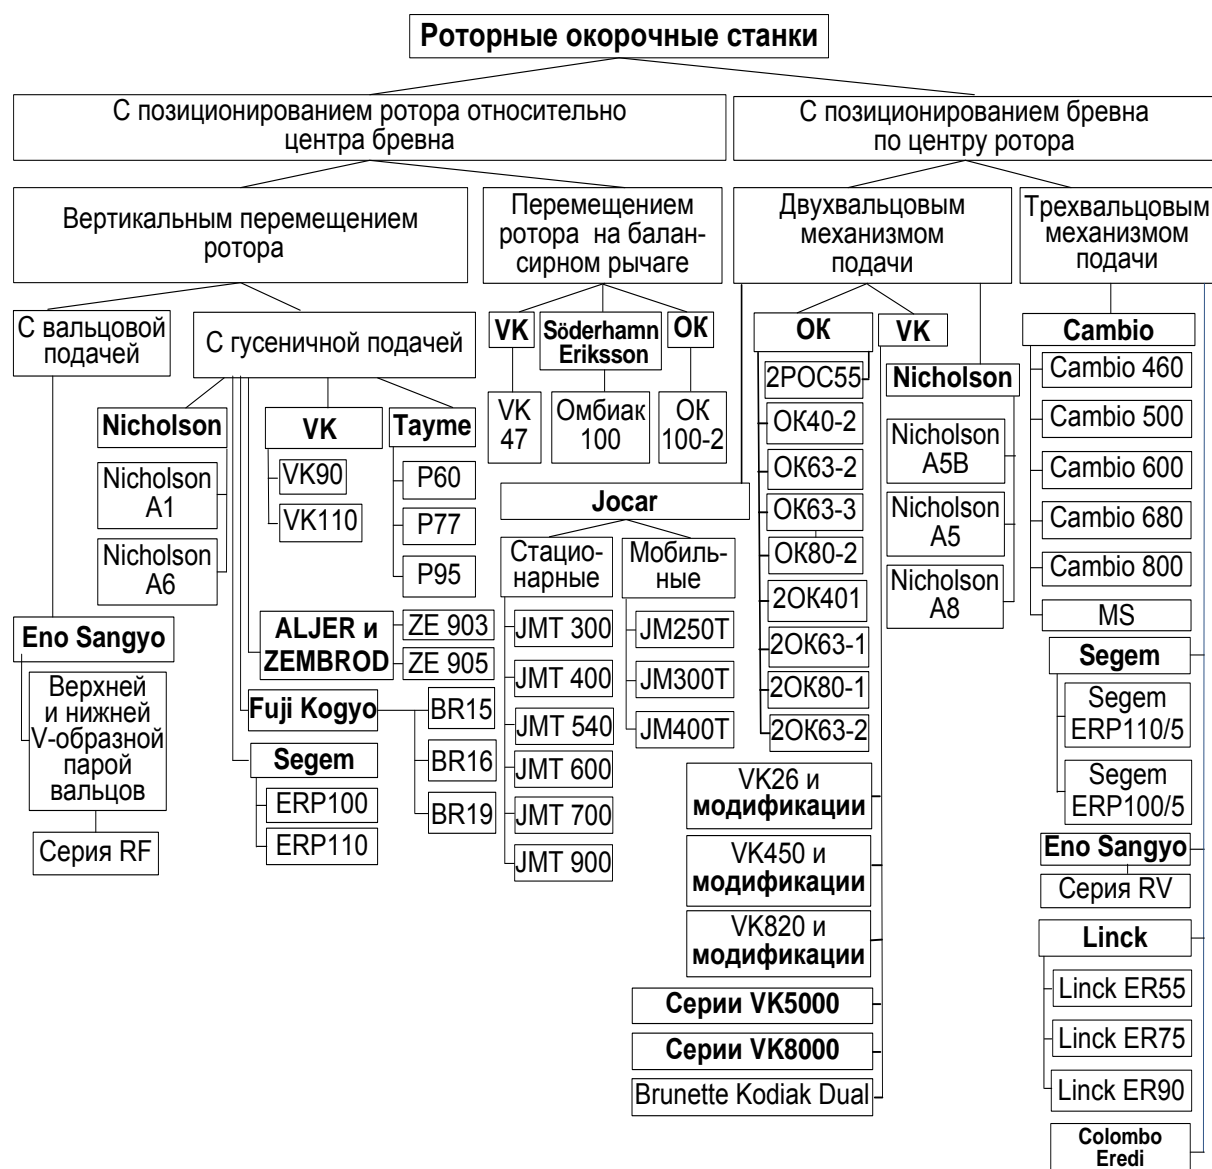 Роторные окорочные станки
С позиционированием ротора относительно
центра бревна
С позиционированием бревна
по центру ротора
Вертикальным перемещением
ротора
Перемещением
ротора на балан-
сирном рычаге
Двухвальцовым
механизмом
подачи
Трехвальцовым
механизмом
подачи
С вальцовой
подачей
С гусеничной подачей
VK
Söderhamn
Eriksson
ОК
VK
47
Омбиак
100
ОК
100-2
Nicholson
Nicholson
A1
Nicholson
A6
VK
VK90
VK110
Tayme
P60
P77
P95
Eno Sangyo
Верхней
и нижней
V-образной
парой
вальцов
Серия RF
ALJER и
ZEMBROD
ZE 903
ZE 905
Fuji Kogyo
BR15
BR16
BR19
Segem
ERP100
ERP110
Jocar
Стацио-
нарные
JMT 300
JMT 400
JMT 540
JMT 600
JMT 700
JMT 900
Мобиль-
ные
JM250T
JM300T
JM400T
ОК
2РОС55
ОК40-2
ОК63-2
ОК63-3
ОК80-2
2ОК401
2ОК63-1
2ОК80-1
2ОК63-2
VK
VK26 и
модификации
VK450 и
модификации
VK820 и
модификации
Серии VK5000
Серии VK8000
Brunette Kodiak Dual
Nicholson
Nicholson
A5B
Nicholson
A5
Nicholson
A8
Cambio
Cambio 460
Cambio 500
Cambio 600
Cambio 680
Cambio 800
MS
Segem
Segem
ERP110/5
Segem
ERP100/5
Eno Sangyo
Серия RV
Linck
Linck ER55
Linck ER75
Linck ER90
Colombo
Eredi